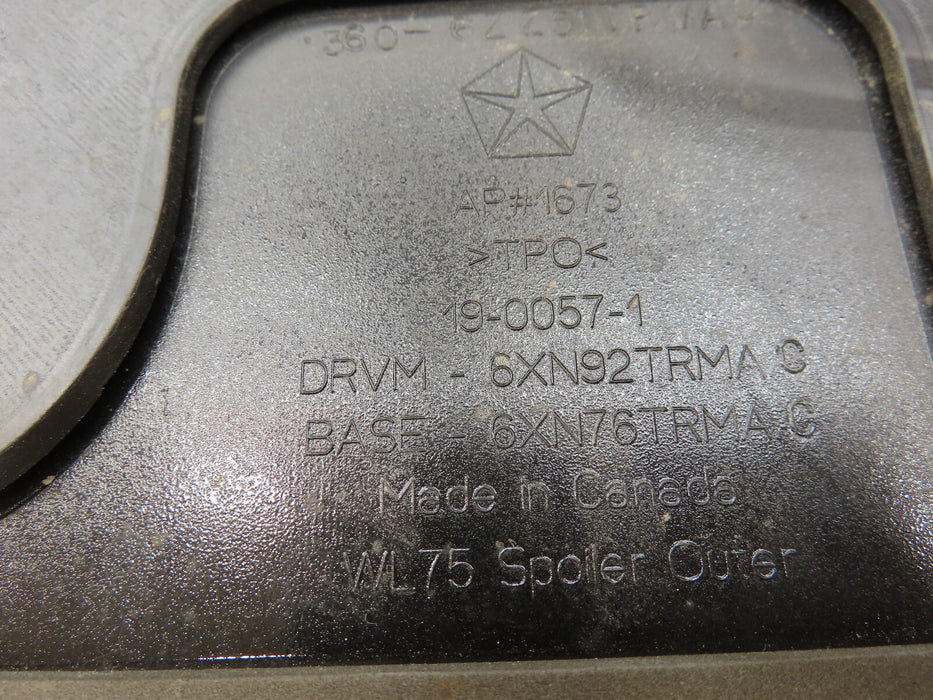 AP#1673
>TPO<
19-0057-1
DRVM - 6XN92TRMA C
BASE - 6XN76TRMA C
Made in Canada
WL75 Spoiler Outer